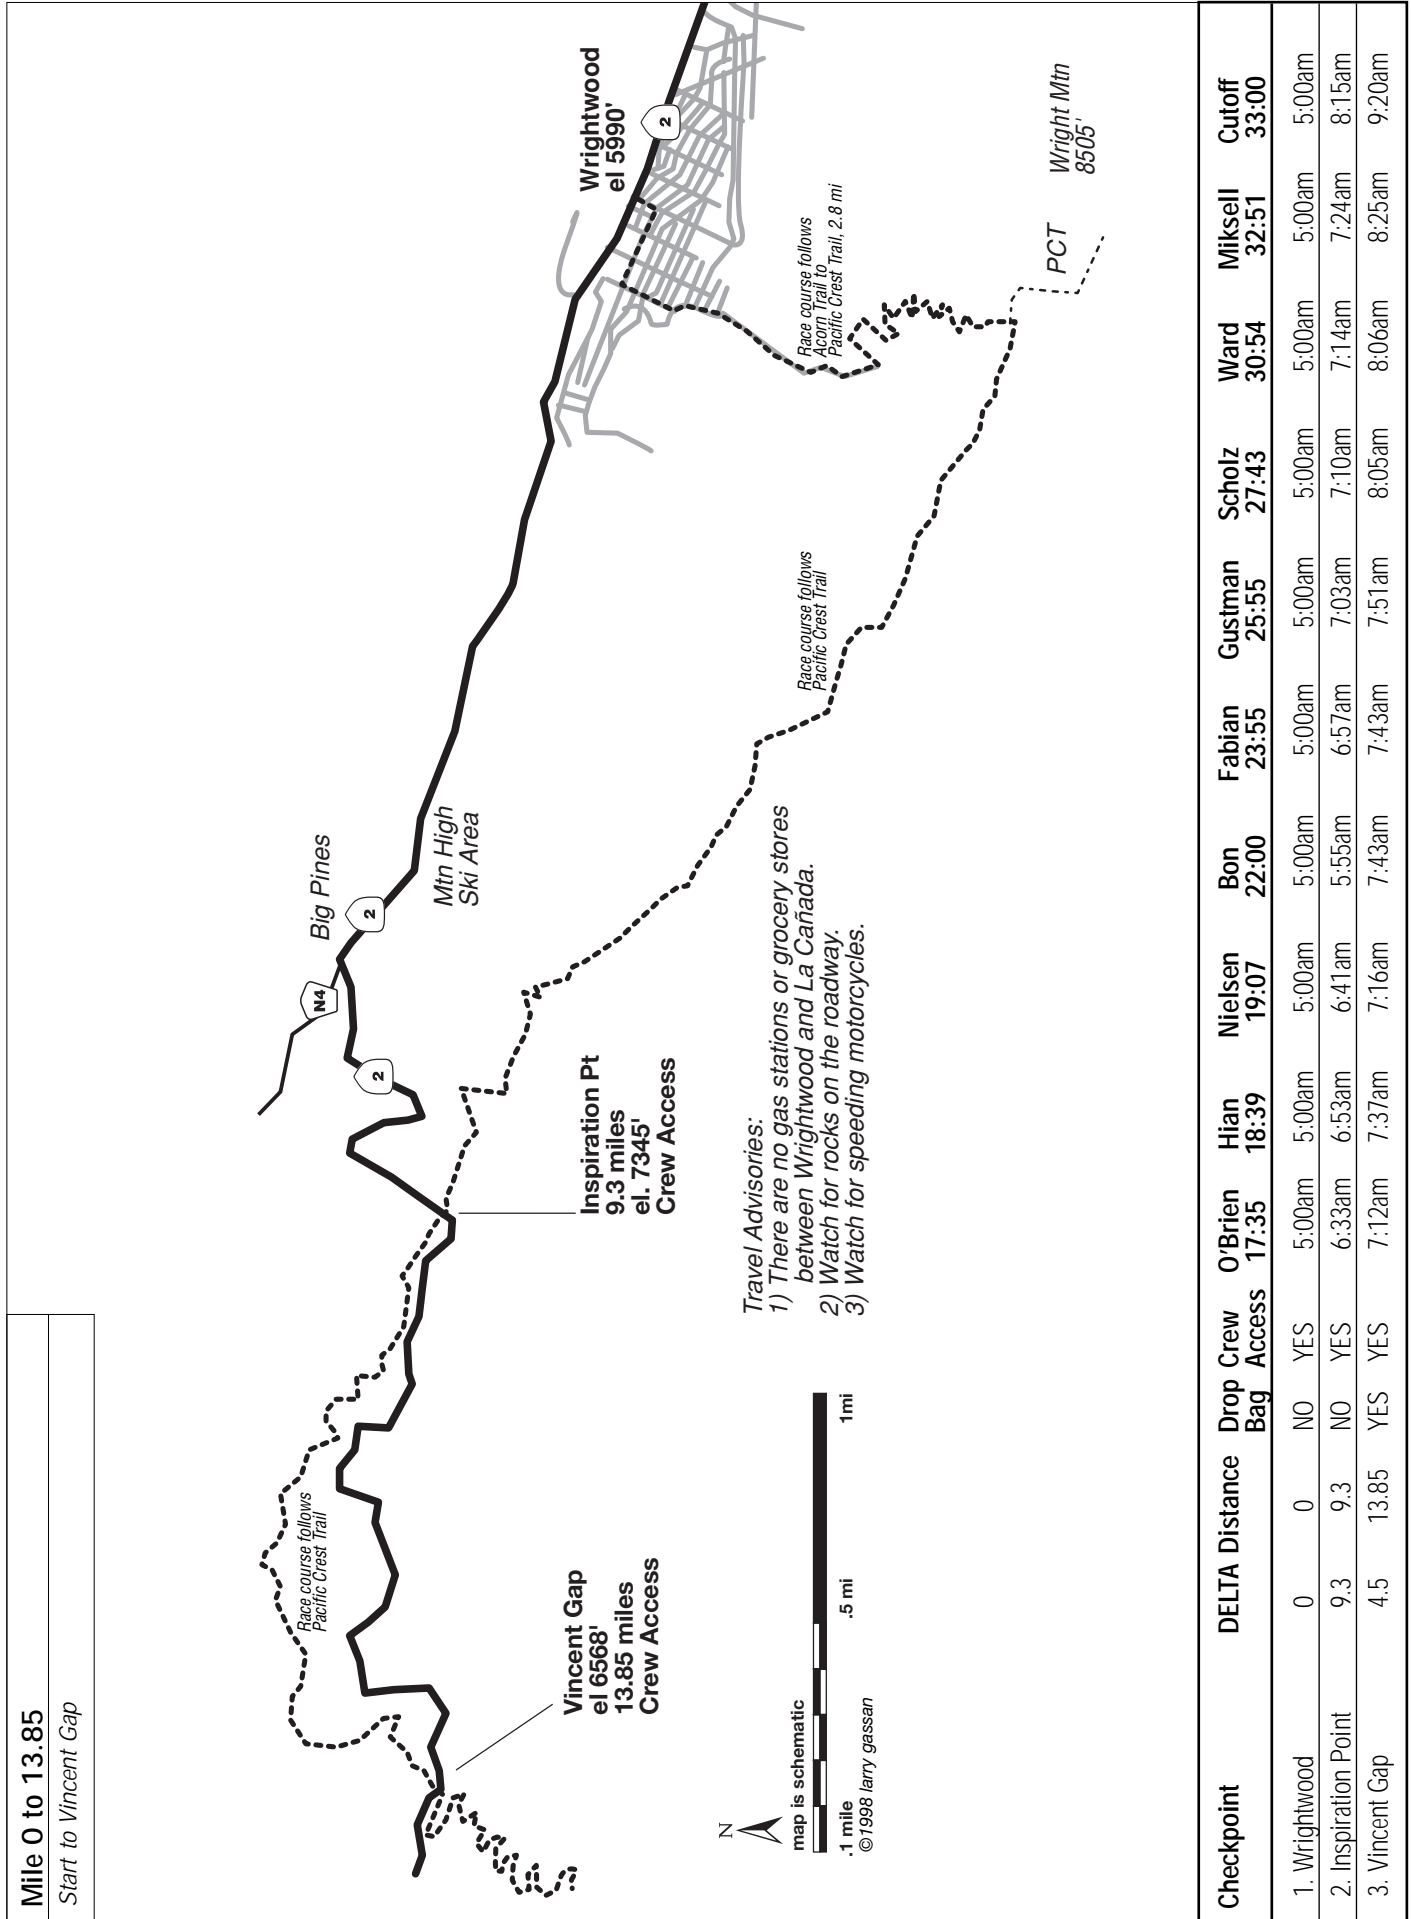 Mile 0 to 13.85
Start to Vincent Gap
N4
Big Pines
2
2
Mtn High
Ski Area
Wrightwood
el 5990'
2
Race course follows
Pacific Crest Trail
Race course follows
Acorn Trail to
Pacific Crest Trail, 2.8 mi
Race course follows
Pacific Crest Trail
PCT
Wright Mtn
8505'
Inspiration Pt
9.3 miles
el. 7345'
Crew Access
Vincent Gap
el 6568'
13.85 miles
Crew Access
Travel Advisories:
1) There are no gas stations or grocery stores
between Wrightwood and La Cañada.
2) Watch for rocks on the roadway.
3) Watch for speeding motorcycles.
N
map is schematic
.1 mile .5 mi 1mi
©1998 larry gassan
Checkpoint DELTA Distance Drop Bag Crew Access O'Brien 17:35 Hian 18:39 Nielsen 19:07 Bon 22:00 Fabian 23:55 Gustman 25:55 Scholz 27:43 Ward 30:54 Miksell 32:51 Cutoff 33:00
1. Wrightwood 0 0 NO YES 5:00am 5:00am 5:00am 5:00am 5:00am 5:00am 5:00am 5:00am 5:00am 5:00am
2. Inspiration Point 9.3 9.3 NO YES 6:33am 6:53am 6:41am 5:55am 6:57am 7:03am 7:10am 7:14am 7:24am 8:15am
3. Vincent Gap 4.5 13.85 YES YES 7:12am 7:37am 7:16am 7:43am 7:43am 7:51am 8:05am 8:06am 8:25am 9:20am